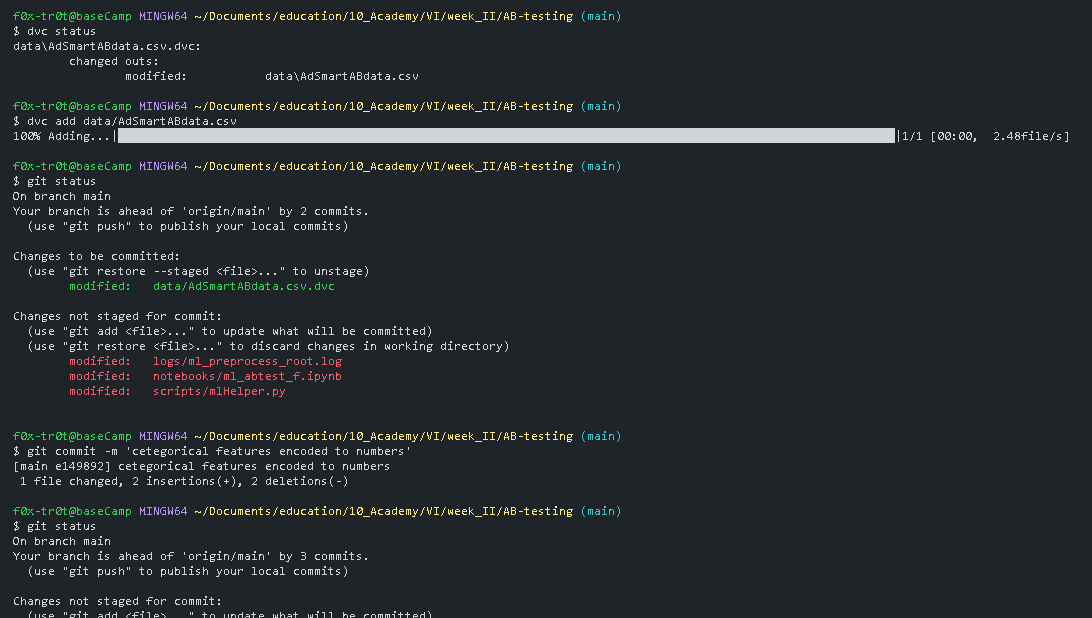 f0x-tr0t@baseCamp MINGW64 ~/Documents/education/10_Academy/VI/week_II/AB-testing (main)
$ dvc status
data\AdSmartABdata.csv.dvc:
        changed outs:
                modified:           data\AdSmartABdata.csv

f0x-tr0t@baseCamp MINGW64 ~/Documents/education/10_Academy/VI/week_II/AB-testing (main)
$ dvc add data/AdSmartABdata.csv
100% Adding...|                                                                |1/1 [00:00,  2.48file/s]

f0x-tr0t@baseCamp MINGW64 ~/Documents/education/10_Academy/VI/week_II/AB-testing (main)
$ git status
On branch main
Your branch is ahead of 'origin/main' by 2 commits.
  (use "git push" to publish your local commits)

Changes to be committed:
  (use "git restore --staged <file>..." to unstage)
        modified:   data/AdSmartABdata.csv.dvc

Changes not staged for commit:
  (use "git add <file>..." to update what will be committed)
  (use "git restore <file>..." to discard changes in working directory)
        modified:   logs/ml_preprocess_root.log
        modified:   notebooks/ml_abtest_f.ipynb
        modified:   scripts/mlHelper.py

f0x-tr0t@baseCamp MINGW64 ~/Documents/education/10_Academy/VI/week_II/AB-testing (main)
$ git commit -m 'cetegorical features encoded to numbers'
[main e149892] cetegorical features encoded to numbers
 1 file changed, 2 insertions(+), 2 deletions(-)

f0x-tr0t@baseCamp MINGW64 ~/Documents/education/10_Academy/VI/week_II/AB-testing (main)
$ git status
On branch main
Your branch is ahead of 'origin/main' by 3 commits.
  (use "git push" to publish your local commits)

Changes not staged for commit:
  (use "git add <file>..." to update what will be committed)